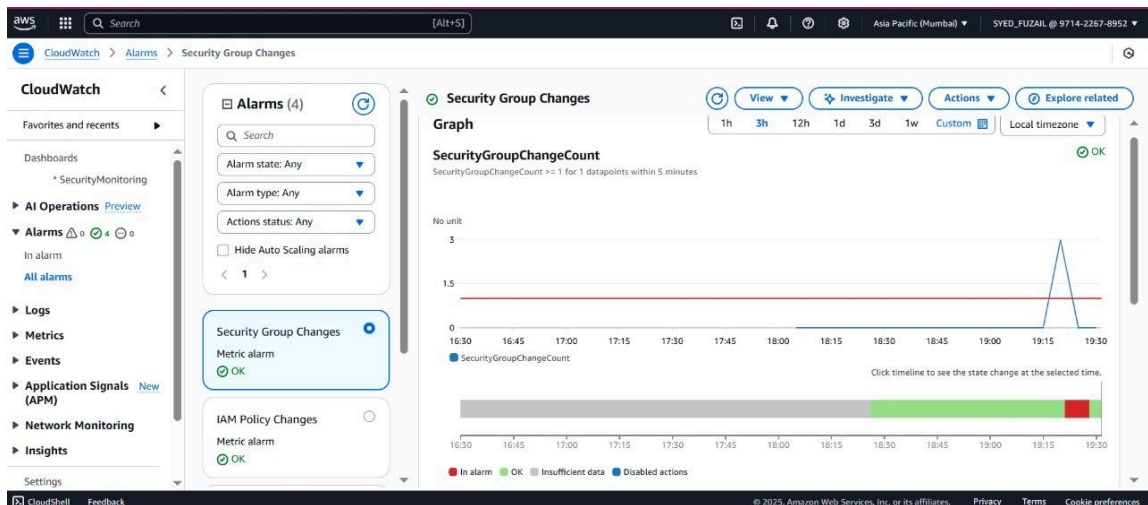 aws
Search
[Alt+S]
Asia Pacific (Mumbai)
SYED_FUZAIL @ 9714-2267-8952
CloudWatch > Alarms > Security Group Changes
CloudWatch
Favorites and recents
Dashboards
* SecurityMonitoring
AI Operations Preview
Alarms 0 4 0
In alarm
All alarms
Logs
Metrics
Events
Application Signals New
(APM)
Network Monitoring
Insights
Settings
Alarms (4)
Search
Alarm state: Any
Alarm type: Any
Actions status: Any
Hide Auto Scaling alarms
< 1 >
Security Group Changes
Metric alarm
OK
IAM Policy Changes
Metric alarm
OK
Security Group Changes
View
Investigate
Actions
Explore related
Graph
1h 3h 12h 1d 3d 1w Custom
Local timezone
SecurityGroupChangeCount
OK
SecurityGroupChangeCount >= 1 for 1 datapoints within 5 minutes
No unit
3
1.5
0
16:30 16:45 17:00 17:15 17:30 17:45 18:00 18:15 18:30 18:45 19:00 19:15 19:30
SecurityGroupChangeCount
Click timeline to see the state change at the selected time.
16:30 16:45 17:00 17:15 17:30 17:45 18:00 18:15 18:30 18:45 19:00 19:15 19:30
In alarm OK Insufficient data Disabled actions
CloudShell Feedback
© 2025, Amazon Web Services, Inc. or its affiliates. Privacy Terms Cookie preferences